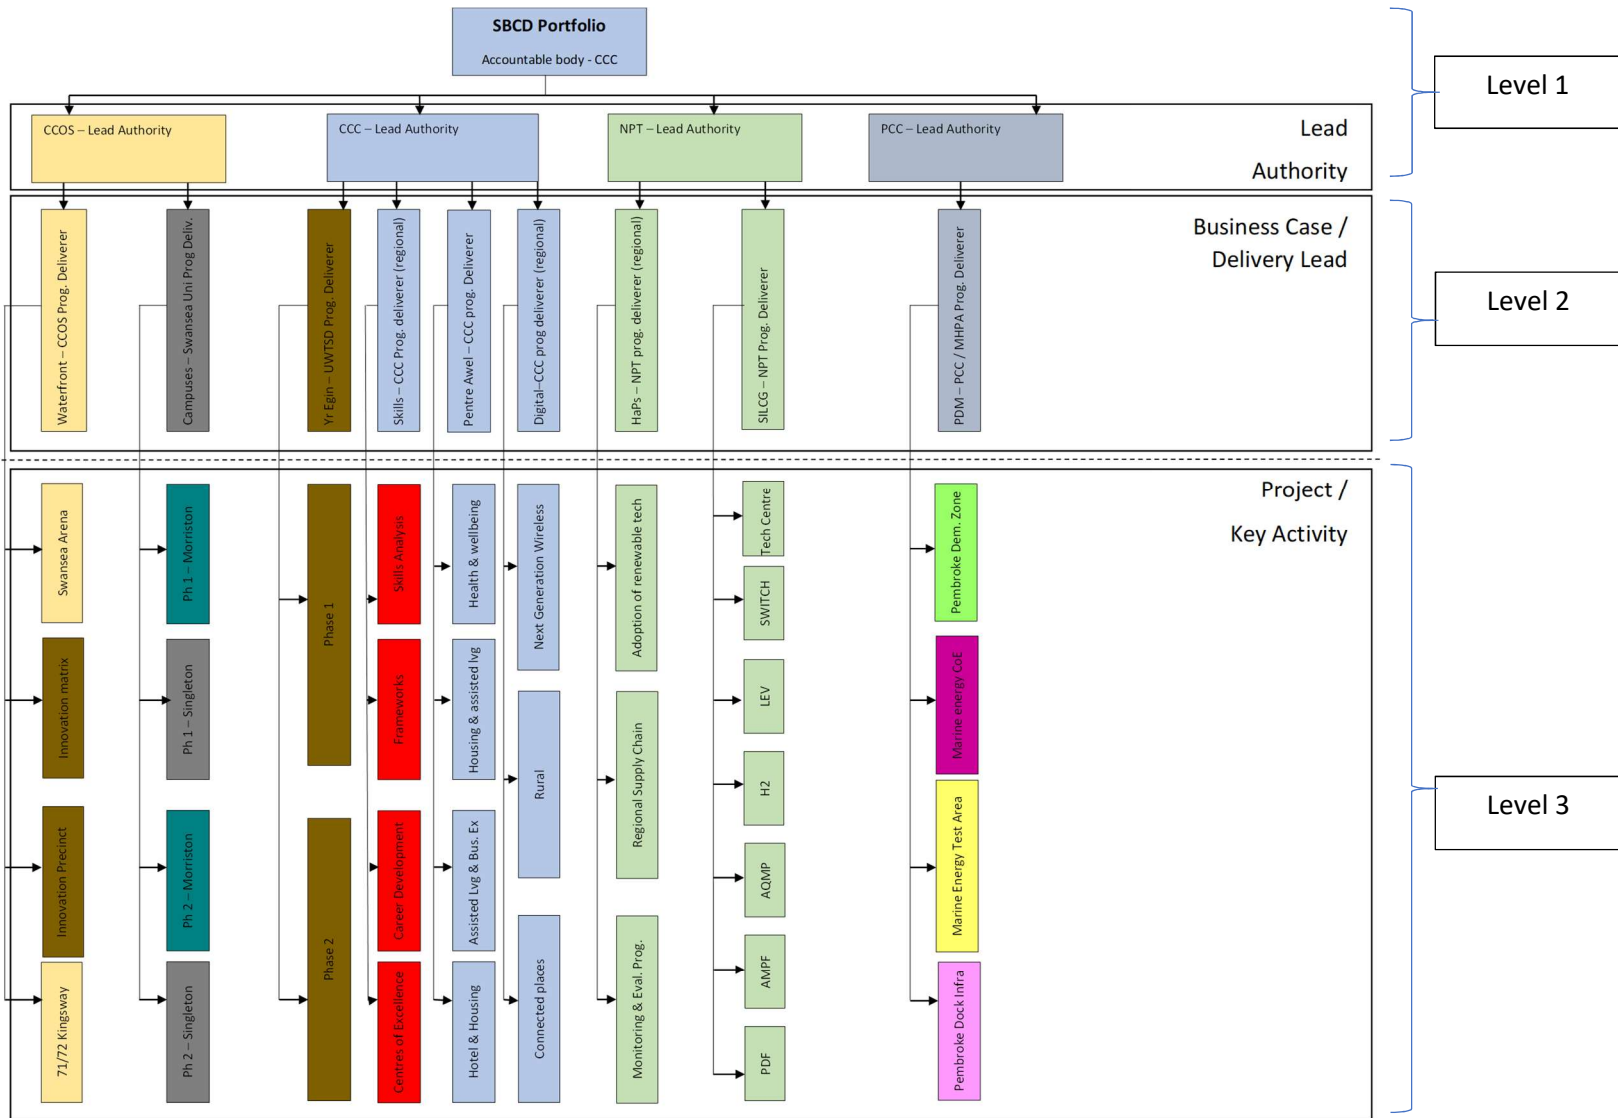 SBCD Portfolio
Accountable body - CCC
Level 1
CCOS – Lead Authority
CCC – Lead Authority
NPT – Lead Authority
PCC – Lead Authority
Lead
Authority
Waterfront – CCOS Prog. Deliverer
Campuses – Swansea Uni Prog Deliv.
Yr Egin – UWTSD Prog. Deliverer
Skills – CCC Prog. deliverer (regional)
Pentre Awel – CCC prog. Deliverer
Digital–CCC prog deliverer (regional)
HaPs – NPT prog. deliverer (regional)
SILCG – NPT Prog. Deliverer
PDM – PCC / MHPA Prog. Deliverer
Business Case /
Delivery Lead
Level 2
Project /
Key Activity
Level 3
Swansea Arena
Innovation matrix
Innovation Precinct
71/72 Kingsway
Ph 1 – Morriston
Ph 1 – Singleton
Ph 2 – Morriston
Ph 2 – Singleton
Phase 1
Phase 2
Skills Analysis
Frameworks
Career Development
Centres of Excellence
Health & wellbeing
Housing & assisted lvg
Assisted Lvg & Bus. Ex
Hotel & Housing
Next Generation Wireless
Rural
Connected places
Adoption of renewable tech
Regional Supply Chain
Monitoring & Eval. Prog.
Tech Centre
SWITCH
LEV
H2
AQMP
AMPF
PDF
Pembroke Dem. Zone
Marine energy CoE
Marine Energy Test Area
Pembroke Dock Infra